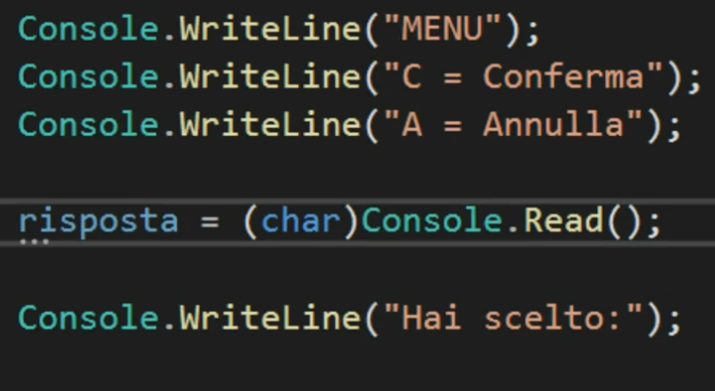 Console.WriteLine("MENU");
Console.WriteLine("C = Conferma");
Console.WriteLine("A = Annulla");
risposta = (char)Console.Read();
Console.WriteLine("Hai scelto:");